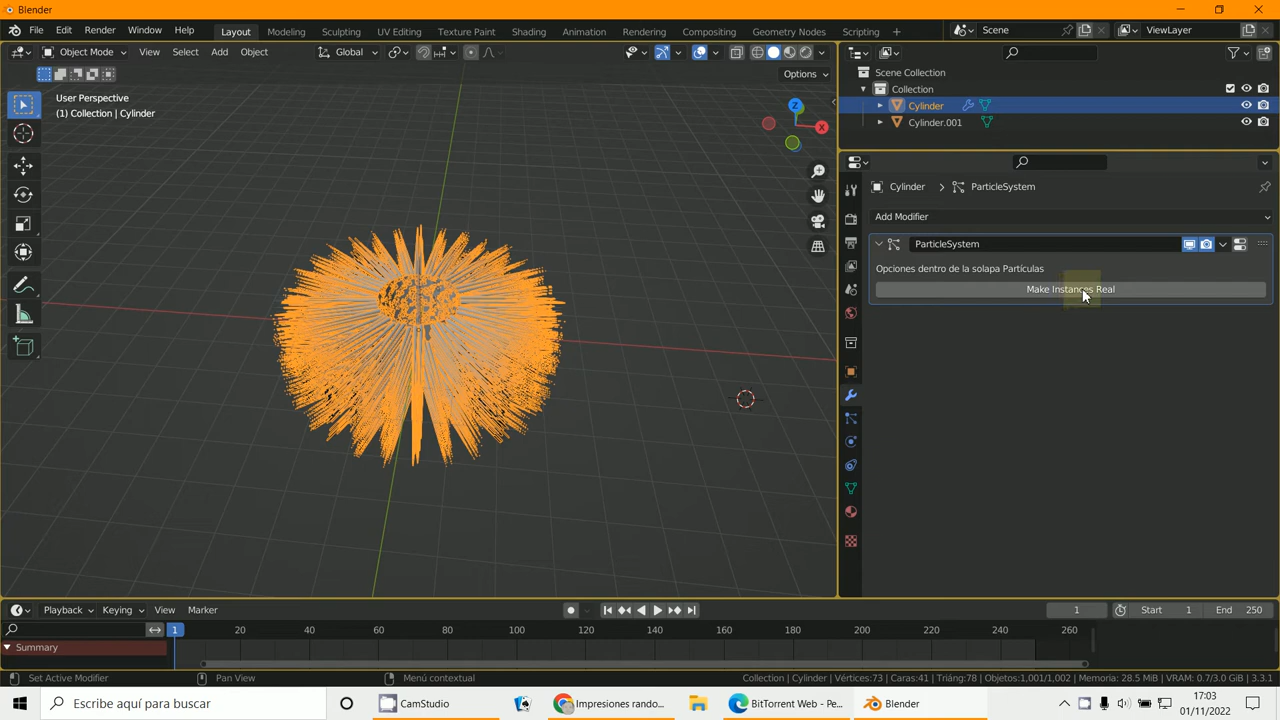 Blender
File Edit Render Window Help
Layout Modeling Sculpting UV Editing Texture Paint Shading Animation Rendering Compositing Geometry Nodes Scripting
Scene
ViewLayer
Object Mode View Select Add Object
Global
Options
User Perspective
(1) Collection | Cylinder
Z
X
Scene Collection
Collection
Cylinder
Cylinder.001
Cylinder
ParticleSystem
Add Modifier
ParticleSystem
Opciones dentro de la solapa Partículas
Make Instances Real
Playback Keying View Marker
1
Start 1
End 250
1 20 40 60 80 100 120 140 160 180 200 220 240 260
Summary
Set Active Modifier
Pan View
Menú contextual
Collection | Cylinder | Vértices:73 | Caras:41 | Triáng:78 | Objetos:1,001/1,002 | Memoria: 28.5 MiB | VRAM: 0.7/3.0 GiB | 3.3.1
Escribe aquí para buscar
CamStudio
Impresiones rando...
BitTorrent Web - Pe...
Blender
17:03
01/11/2022